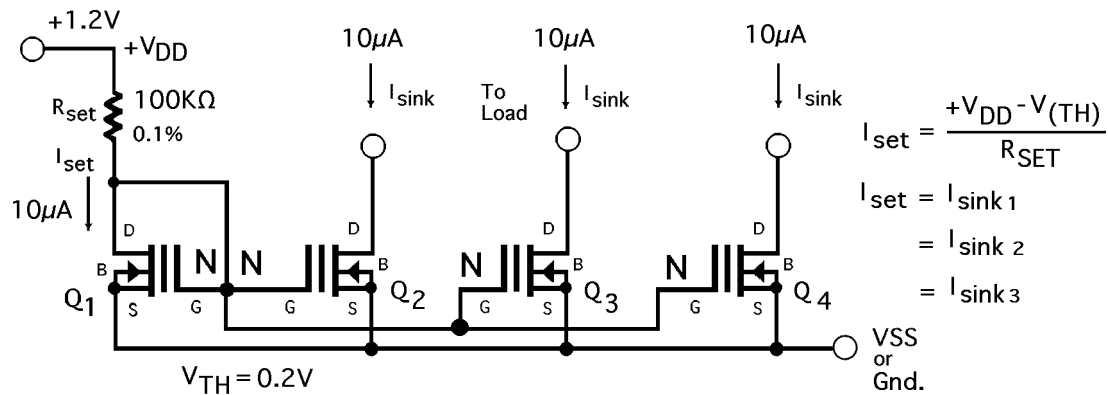 +1.2V
+VDD
Rset
100KΩ
0.1%
Iset
10µA
10µA
Isink
10µA
To
Load
Isink
10µA
Isink
Iset = +VDD - V(TH)
RSET
Iset = Isink 1
= Isink 2
= Isink 3
D
B
S
G
N
Q1
N
G
D
B
S
Q2
N
G
D
B
S
Q3
N
G
D
B
S
Q4
VTH = 0.2V
VSS
or
Gnd.